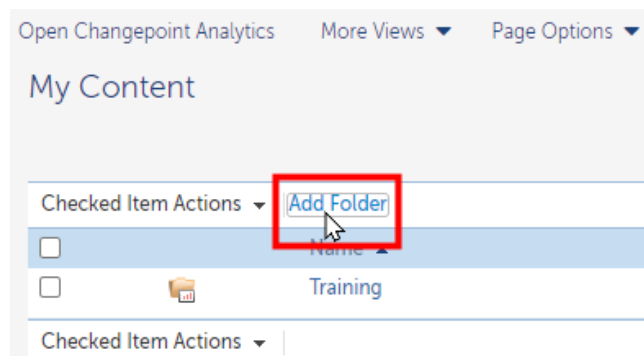 Open Changepoint Analytics More Views Page Options
My Content
Checked Item Actions Add Folder
Name
Training
Checked Item Actions